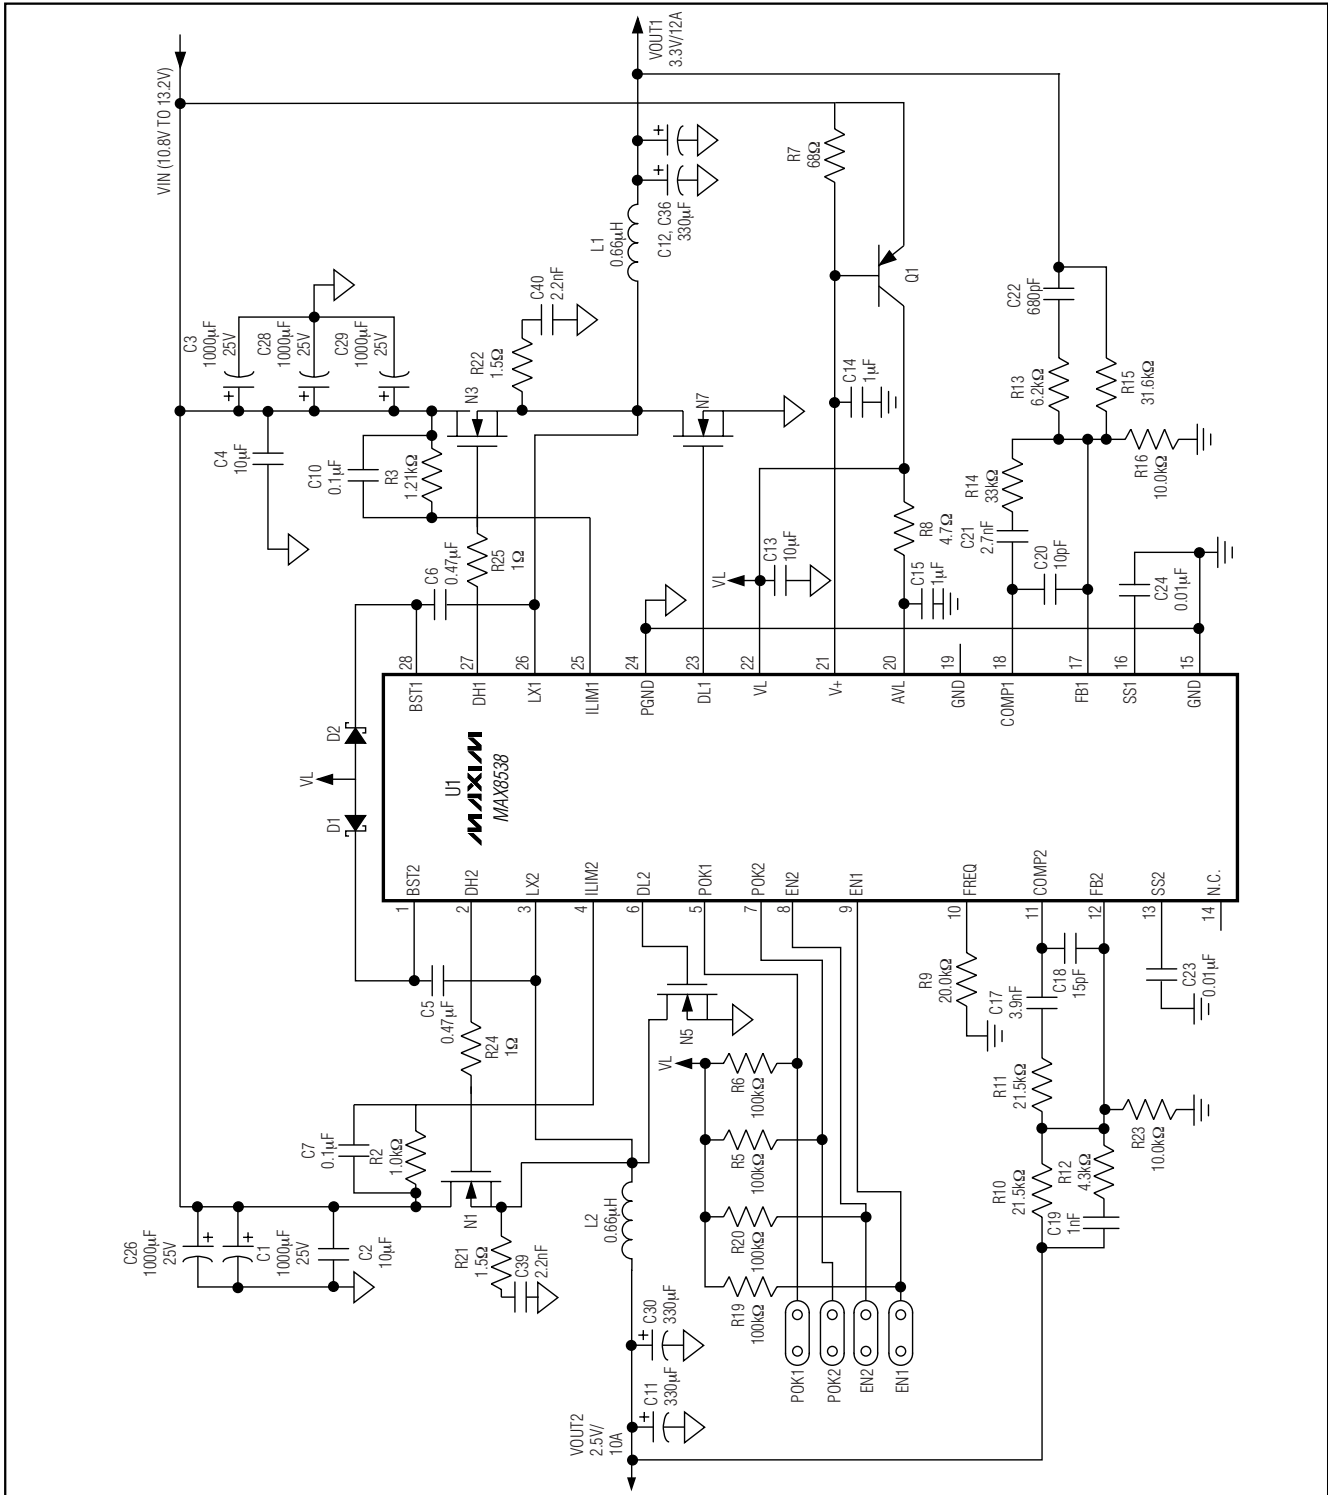 VIN (10.8V TO 13.2V)
VOUT1
3.3V/12A
C3
1000µF
25V
C28
1000µF
25V
C29
1000µF
25V
C4
10µF
C10
0.1µF
R3
1.21kΩ
N3
R22
1.5Ω
C40
2.2nF
L1
0.66µH
C12, C36
330µF
R7
68Ω
Q1
C6
0.47µF
R25
1Ω
N7
C14
1µF
VL
C13
10µF
R8
4.7Ω
C15
1µF
C22
680pF
R13
6.2kΩ
R15
31.6kΩ
R14
33kΩ
C21
2.7nF
R16
10.0kΩ
C20
10pF
C24
0.01µF
D2
VL
D1
28
27
26
25
24
23
22
21
20
19
18
17
16
15
BST1
DH1
LX1
ILIM1
PGND
DL1
VL
V+
AVL
GND
COMP1
FB1
SS1
GND
U1
MAXIM
MAX8538
BST2
DH2
LX2
ILIM2
DL2
POK1
POK2
EN2
EN1
FREQ
COMP2
FB2
SS2
N.C.
1
2
3
4
6
5
7
8
9
10
11
12
13
14
C5
0.47µF
R24
1Ω
N5
VL
R6
100kΩ
R5
100kΩ
R20
100kΩ
R19
100kΩ
R9
20.0kΩ
C17
3.9nF
C18
15pF
C23
0.01µF
R11
21.5kΩ
R23
10.0kΩ
R10
21.5kΩ
R12
4.3kΩ
C19
1nF
C7
0.1µF
R2
1.0kΩ
N1
C26
1000µF
25V
C1
1000µF
25V
C2
10µF
R21
1.5Ω
C39
2.2nF
L2
0.66µH
C30
330µF
C11
330µF
VOUT2
2.5V/
10A
POK1
POK2
EN2
EN1